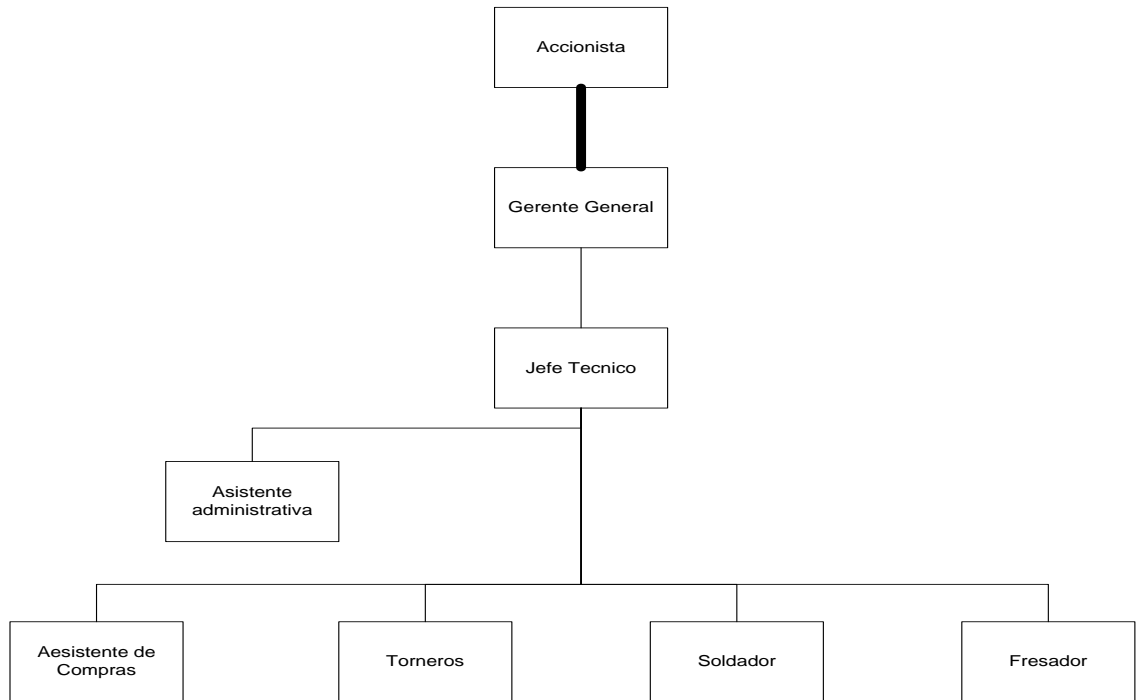 Accionista
Gerente General
Jefe Tecnico
Asistente
administrativa
Aesistente de
Compras
Torneros
Soldador
Fresador